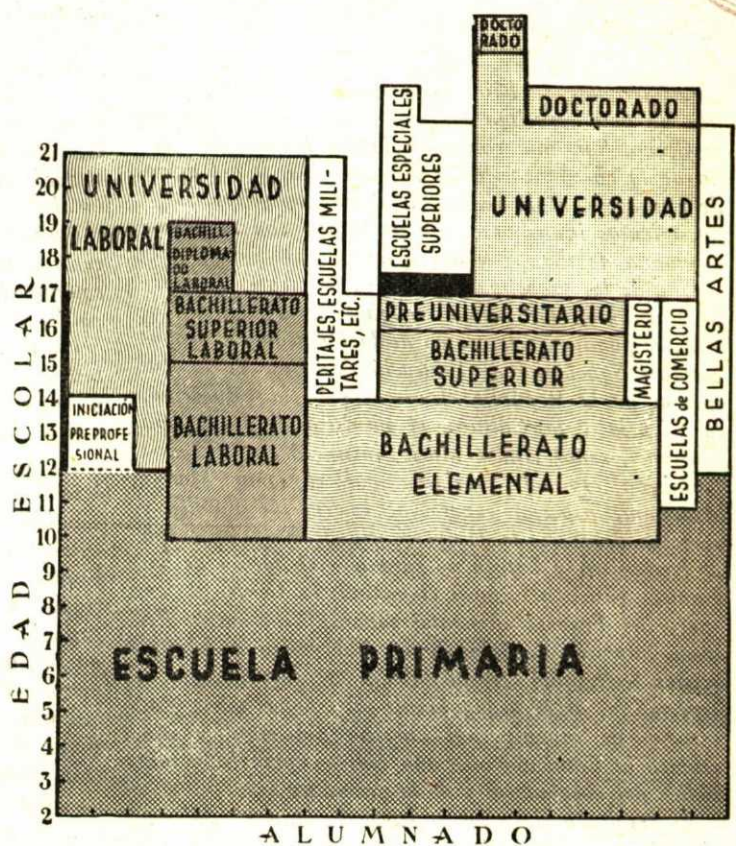 DOCTO
RADO
DOCTORADO
ESCUELAS ESPECIALES
SUPERIORES
UNIVERSIDAD
UNIVERSIDAD
LABORAL
BACHILL.
DIPLOMA-
DO
LABORAL
BACHILLERATO
SUPERIOR
LABORAL
PERITAJES, ESCUELAS MILI-
TARES, ETC.
PREUNIVERSITARIO
BACHILLERATO
SUPERIOR
MAGISTERIO
ESCUELAS de COMERCIO
BELLAS ARTES
INICIACIÓN
PREPROFE
SIONAL
BACHILLERATO
LABORAL
BACHILLERATO
ELEMENTAL
ESCUELA PRIMARIA
EDAD ESCOLAR
21
20
19
18
17
16
15
14
13
12
11
10
9
8
7
6
5
4
3
2
ALUMNADO